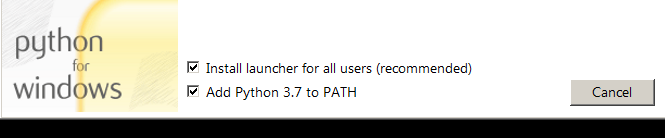 python
for
windows
Install launcher for all users (recommended)
Add Python 3.7 to PATH
Cancel